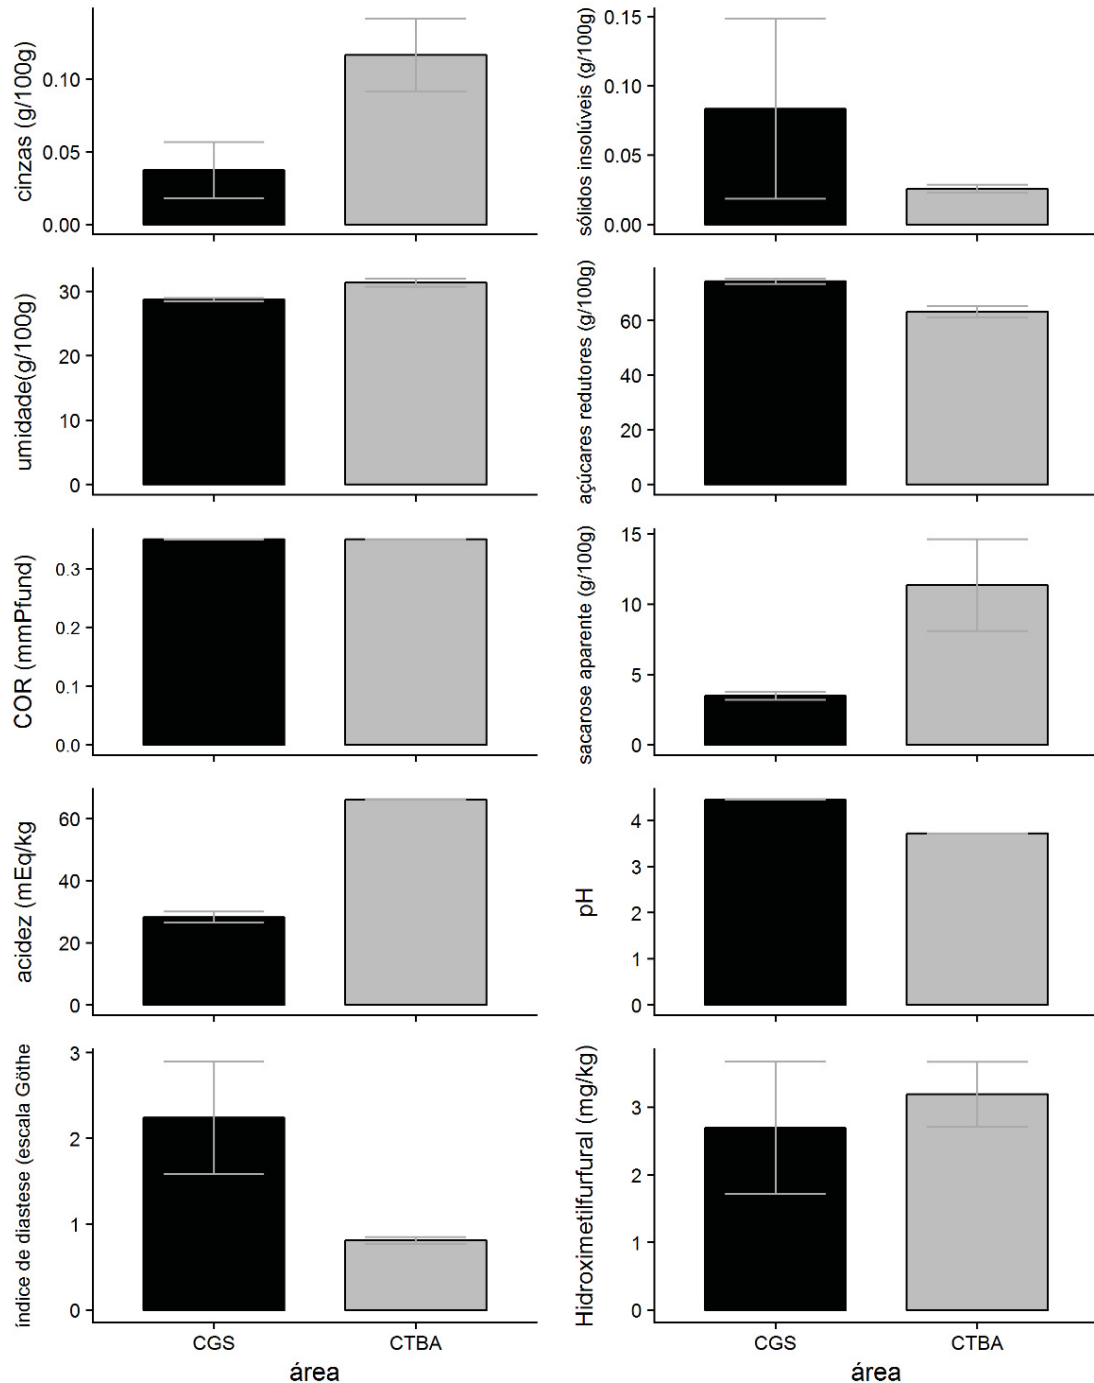 cinzas (g/100g)
0.10
0.05
0.00
sólidos insolúveis (g/100g)
0.15
0.10
0.05
0.00
umidade(g/100g)
30
20
10
0
açúcares redutores (g/100g)
60
40
20
0
COR (mmPfund)
0.3
0.2
0.1
0.0
sacarose aparente (g/100g)
15
10
5
0
acidez (mEq/kg
60
40
20
0
pH
4
3
2
1
0
índice de diastese (escala Göthe
3
2
1
0
CGS
CTBA
área
Hidroximetilfurfural (mg/kg)
3
2
1
0
CGS
CTBA
área